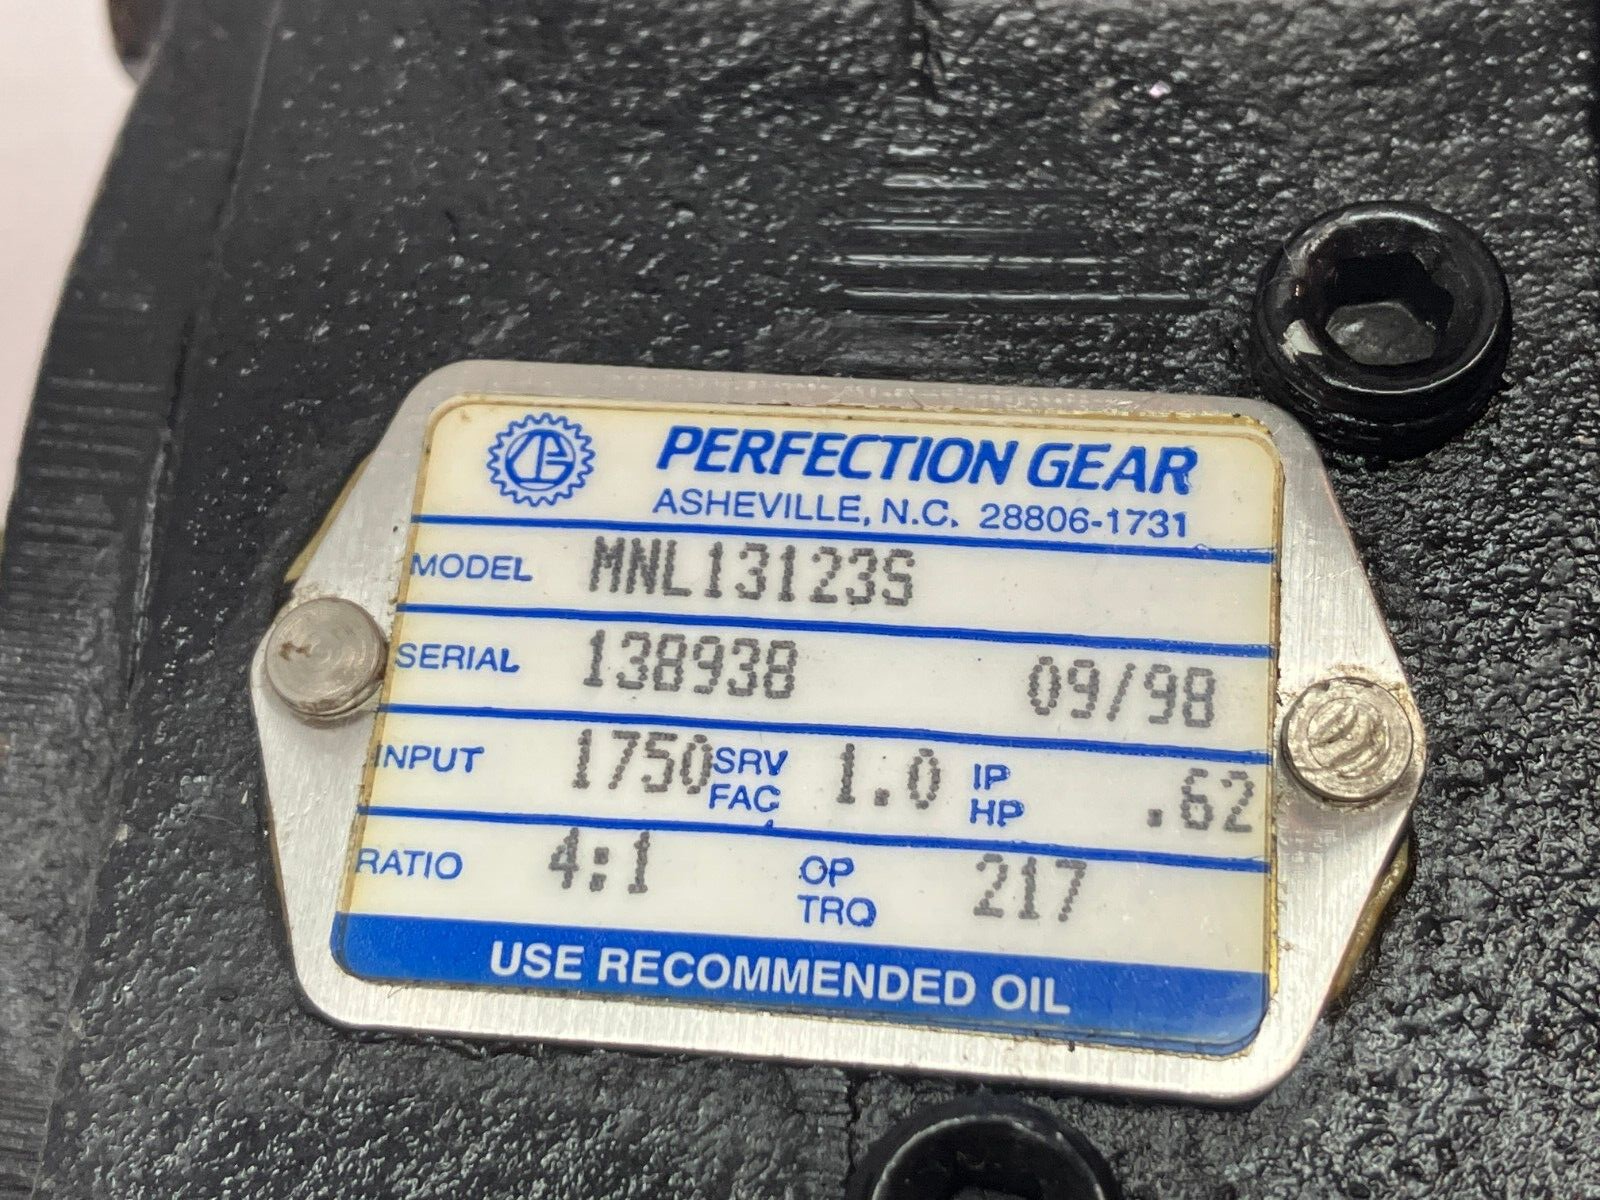 PERFECTION GEAR
ASHEVILLE, N.C. 28806-1731
MODEL MNL13123S
SERIAL 138938 09/98
INPUT 1750 SRV FAC 1.0 IP HP .62
RATIO 4:1 OP TRQ 217
USE RECOMMENDED OIL